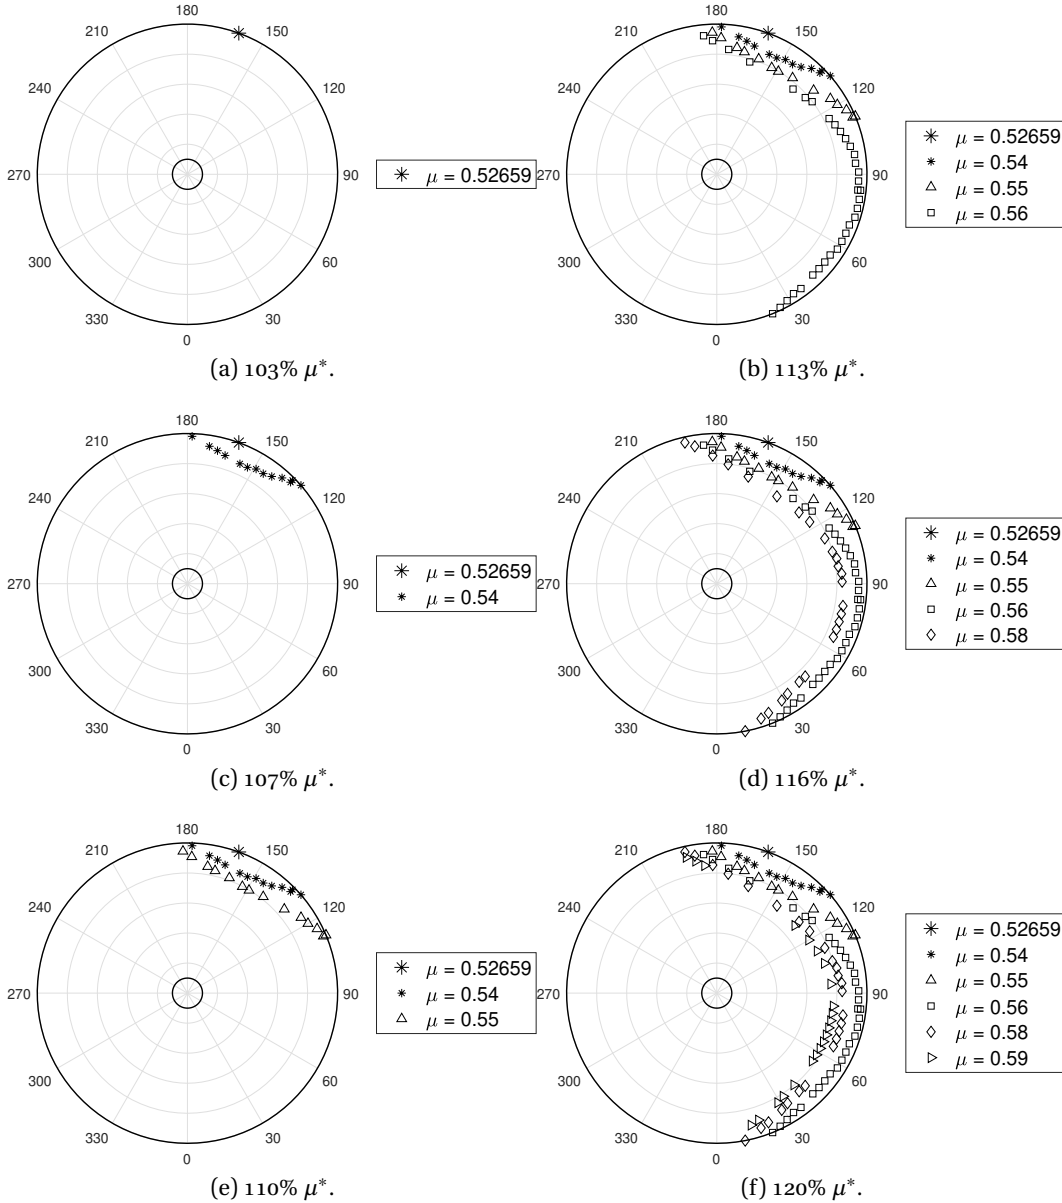 180
210
150
240
120
270
90
300
60
330
30
0
μ = 0.52659
(a) 103% μ*.
180
210
150
240
120
270
90
300
60
330
30
0
μ = 0.52659
μ = 0.54
μ = 0.55
μ = 0.56
(b) 113% μ*.
180
210
150
240
120
270
90
300
60
330
30
0
μ = 0.52659
μ = 0.54
(c) 107% μ*.
180
210
150
240
120
270
90
300
60
330
30
0
μ = 0.52659
μ = 0.54
μ = 0.55
μ = 0.56
μ = 0.58
(d) 116% μ*.
180
210
150
240
120
270
90
300
60
330
30
0
μ = 0.52659
μ = 0.54
μ = 0.55
(e) 110% μ*.
180
210
150
240
120
270
90
300
60
330
30
0
μ = 0.52659
μ = 0.54
μ = 0.55
μ = 0.56
μ = 0.58
μ = 0.59
(f) 120% μ*.